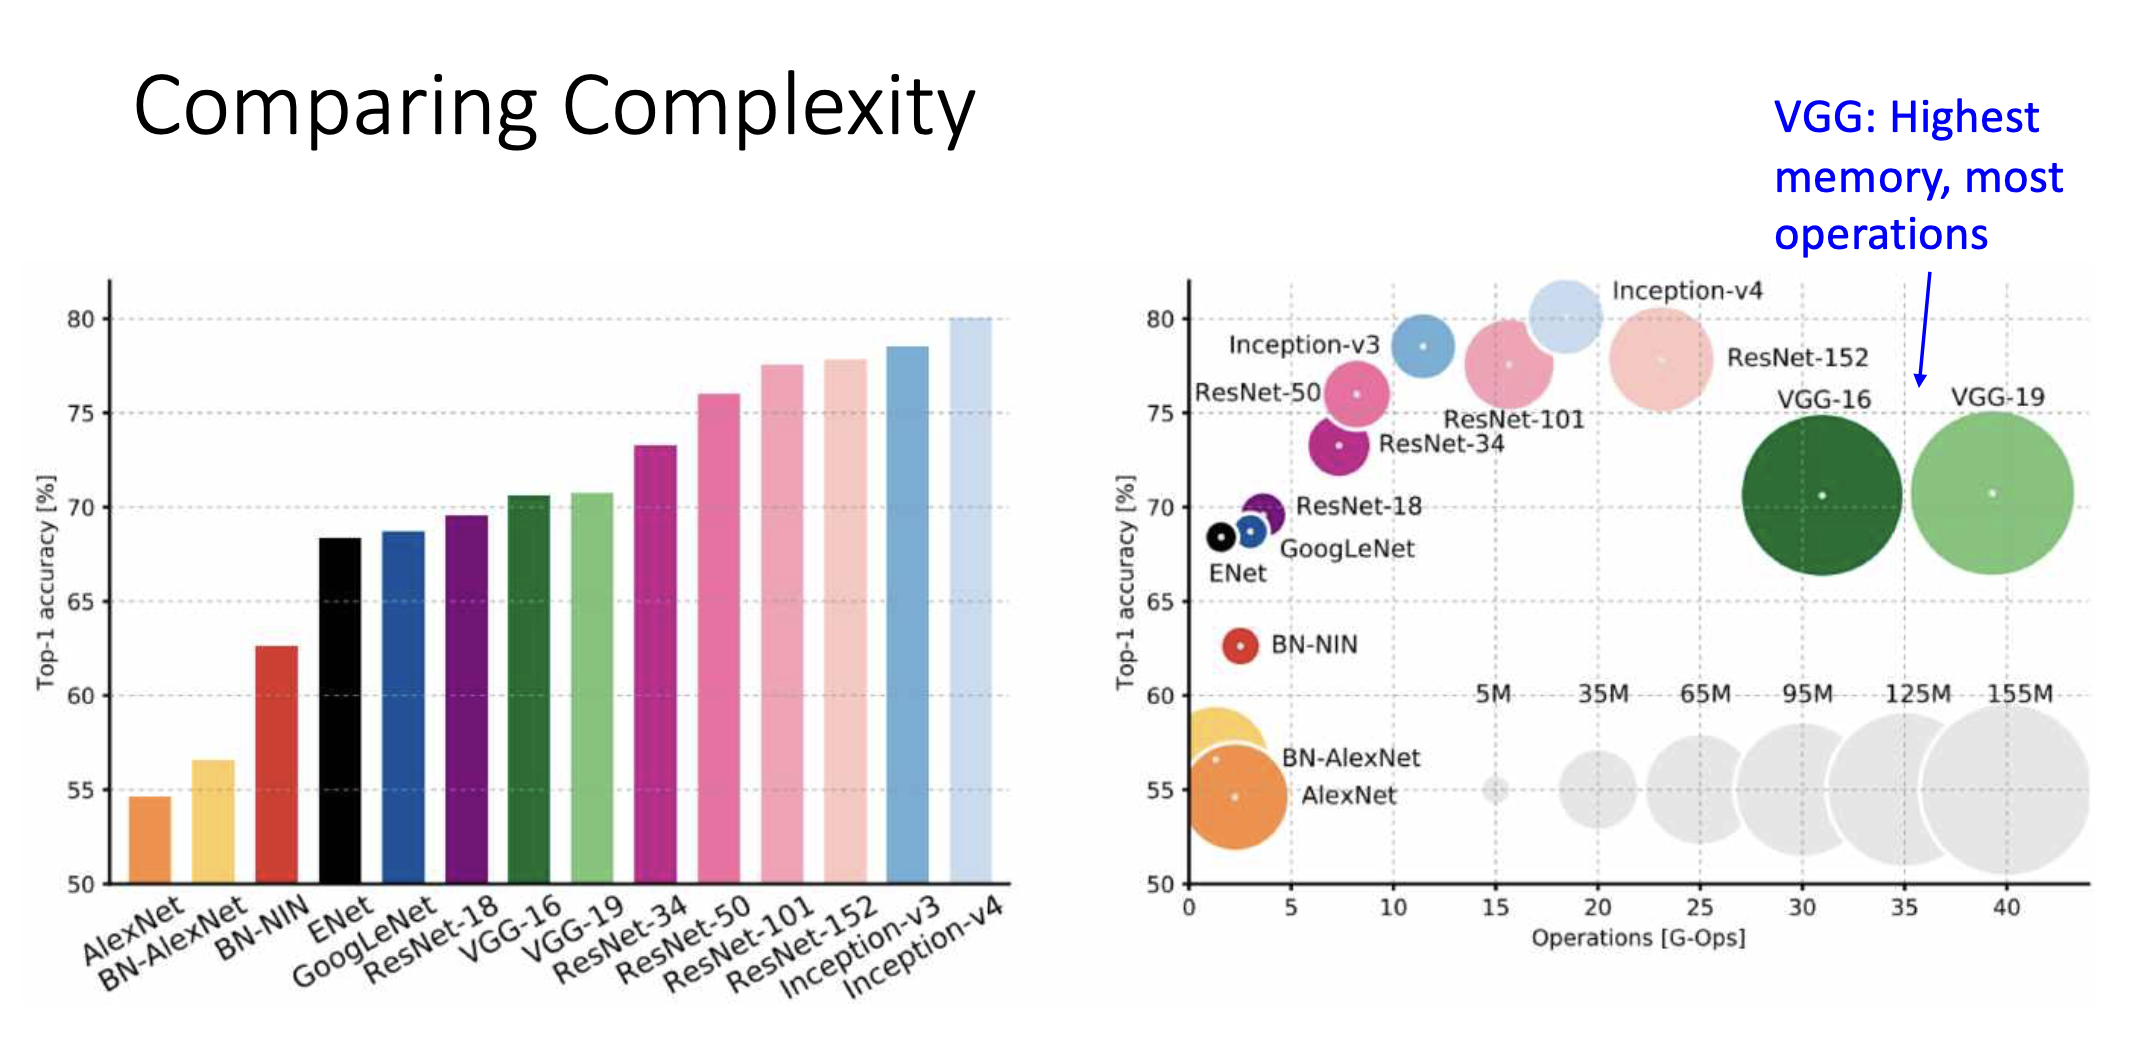 Comparing Complexity
VGG: Highest
memory, most
operations
80
75
70
65
60
55
50
Top-1 accuracy [%]
AlexNet
BN-AlexNet
BN-NIN
ENet
GoogLeNet
ResNet-18
VGG-16
VGG-19
ResNet-34
ResNet-50
ResNet-101
ResNet-152
Inception-v3
Inception-v4
80
75
70
65
60
55
50
Top-1 accuracy [%]
Inception-v4
Inception-v3
ResNet-152
ResNet-50
VGG-16
VGG-19
ResNet-101
ResNet-34
ResNet-18
GoogLeNet
ENet
BN-NIN
5M 35M 65M 95M 125M 155M
BN-AlexNet
AlexNet
0 5 10 15 20 25 30 35 40
Operations [G-Ops]